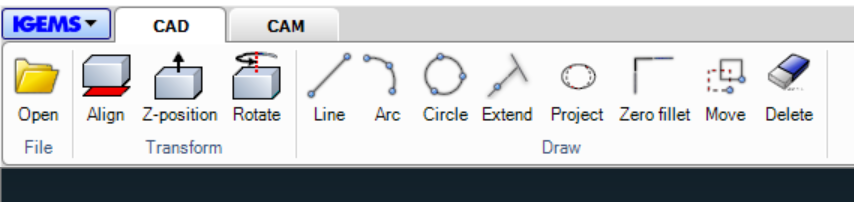 IGEMS CAD CAM
Open Align Z-position Rotate Line Arc Circle Extend Project Zero fillet Move Delete
File Transform Draw